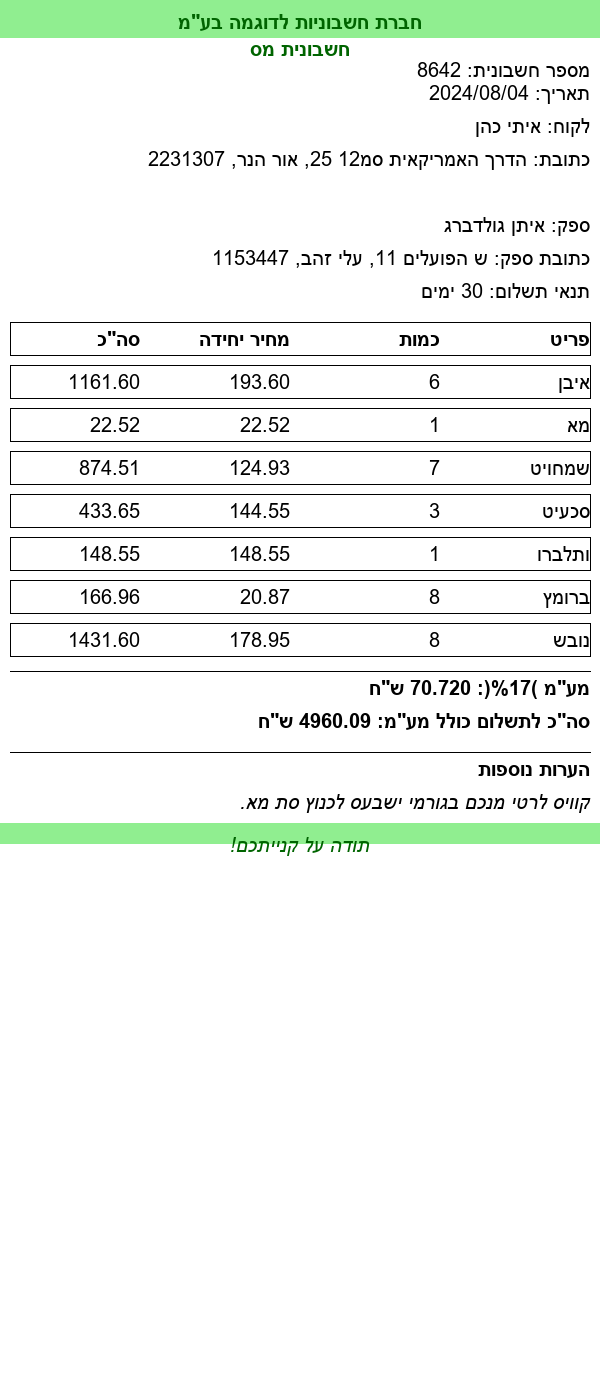 חברת חשבוניות לדוגמה בע"מ
חשבונית מס
מספר חשבונית: 8642
תאריך: 2024/08/04
לקוח: איתי כהן
כתובת: הדרך האמריקאית סמ12 25, אור הנר, 2231307
ספק: איתן גולדברג
כתובת ספק: ש הפועלים 11, עלי זהב, 1153447
תנאי תשלום: 30 ימים
פריט כמות מחיר יחידה סה"כ
איבן 6 193.60 1161.60
מא 1 22.52 22.52
שמחויט 7 124.93 874.51
סכעיט 3 144.55 433.65
ותלברו 1 148.55 148.55
ברומץ 8 20.87 166.96
נובש 8 178.95 1431.60
מע"מ )17%(: 70.720 ש"ח
סה"כ לתשלום כולל מע"מ: 4960.09 ש"ח
הערות נוספות
קוויס לרטי מנכם בגורמי ישבעס לכנוץ סת מא.
תודה על קנייתכם!